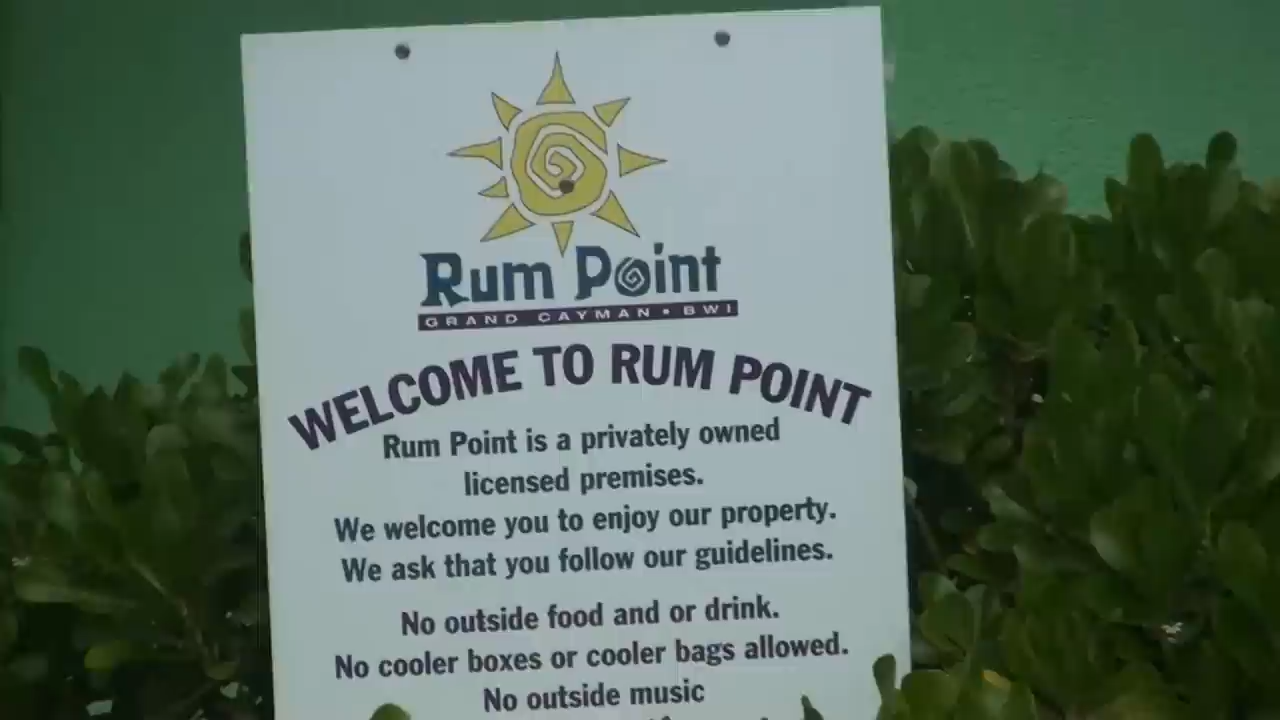 Rum Point
GRAND CAYMAN • BWI
WELCOME TO RUM POINT
Rum Point is a privately owned
licensed premises.
We welcome you to enjoy our property.
We ask that you follow our guidelines.
No outside food and or drink.
No cooler boxes or cooler bags allowed.
No outside music